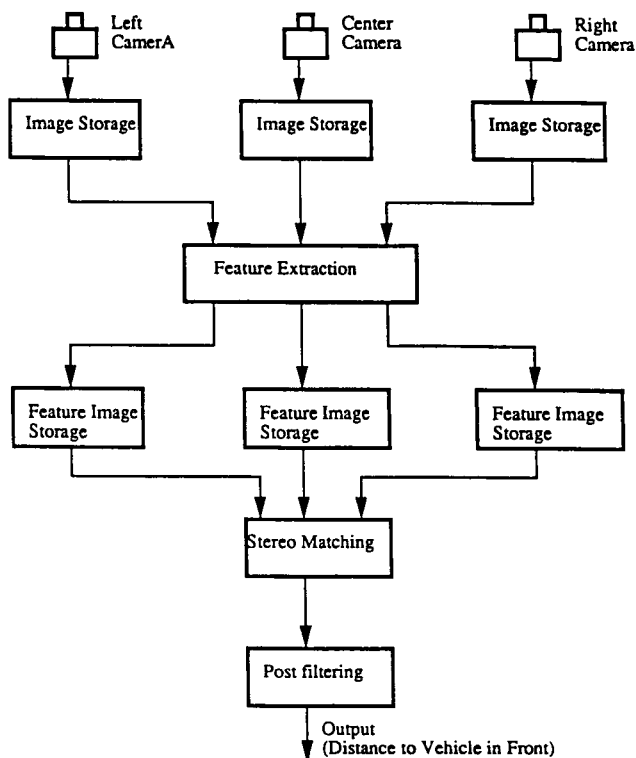 Left
CamerA
Center
Camera
Right
Camera
Image Storage
Image Storage
Image Storage
Feature Extraction
Feature Image
Storage
Feature Image
Storage
Feature Image
Storage
Stereo Matching
Post filtering
Output
(Distance to Vehicle in Front)